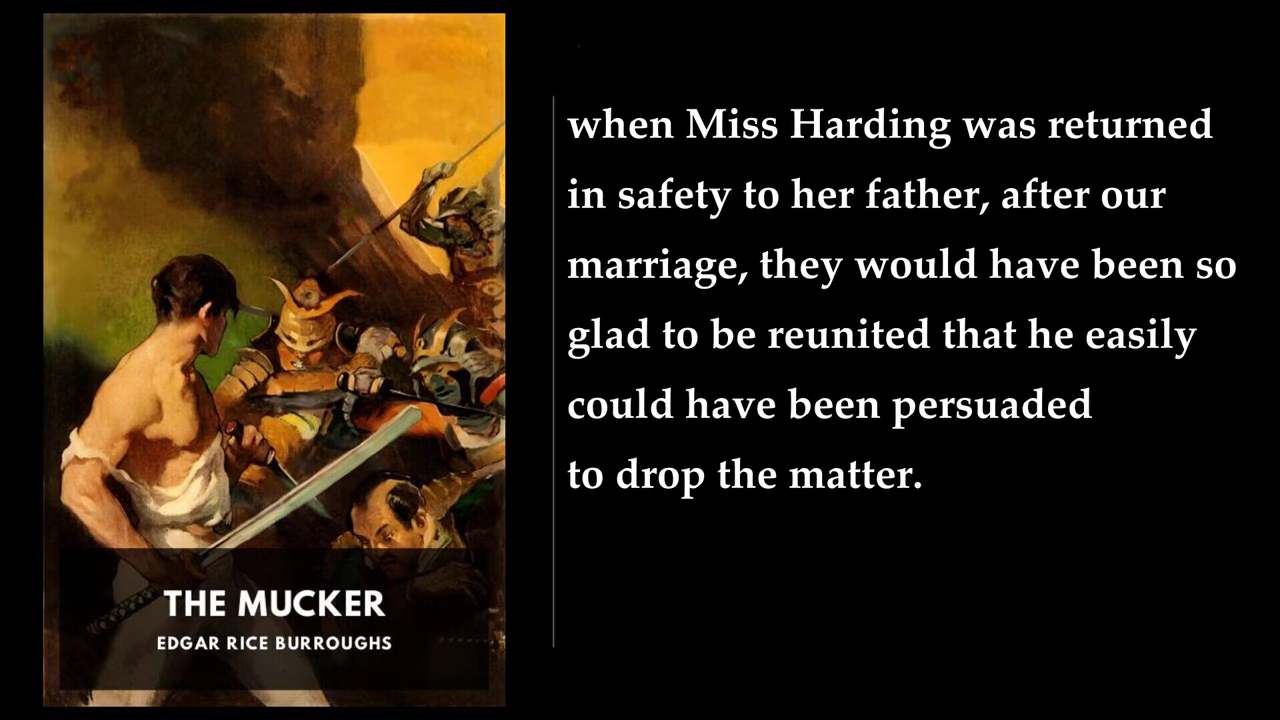 when Miss Harding was returned
in safety to her father, after our
marriage, they would have been so
glad to be reunited that he easily
could have been persuaded
to drop the matter.
THE MUCKER
EDGAR RICE BURROUGHS